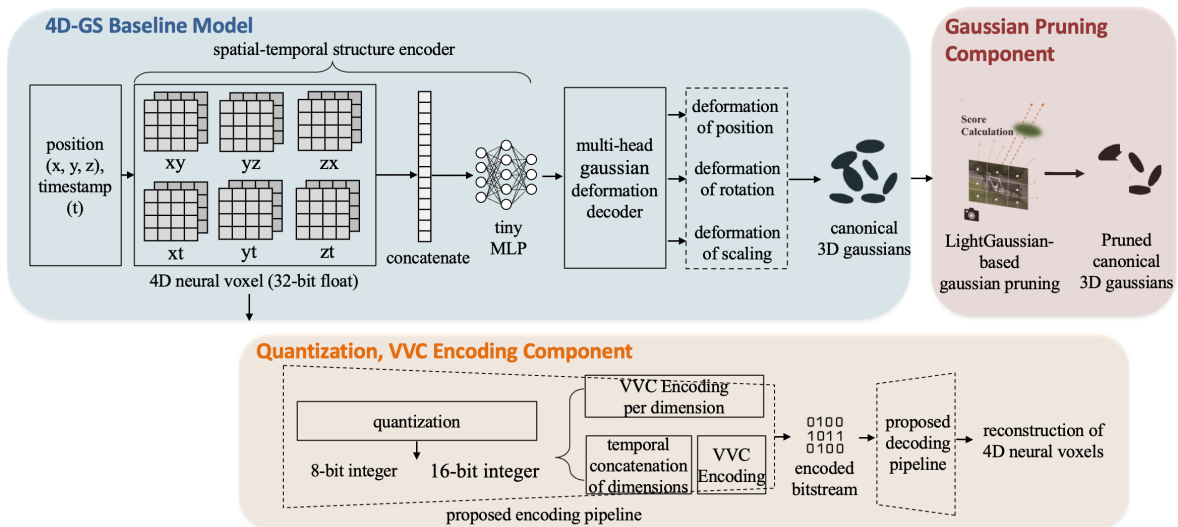 4D-GS Baseline Model
spatial-temporal structure encoder
position
(x, y, z),
timestamp
(t)
xy
yz
zx
xt
yt
zt
4D neural voxel (32-bit float)
concatenate
tiny
MLP
multi-head
gaussian
deformation
decoder
deformation
of position
deformation
of rotation
deformation
of scaling
canonical
3D gaussians
Gaussian Pruning
Component
Score
Calculation
LightGaussian-
based
gaussian pruning
Pruned
canonical
3D gaussians
Quantization, VVC Encoding Component
quantization
8-bit integer
16-bit integer
VVC Encoding
per dimension
temporal
concatenation
of dimensions
VVC
Encoding
proposed encoding pipeline
0100
1011
0100
encoded
bitstream
proposed
decoding
pipeline
reconstruction of
4D neural voxels